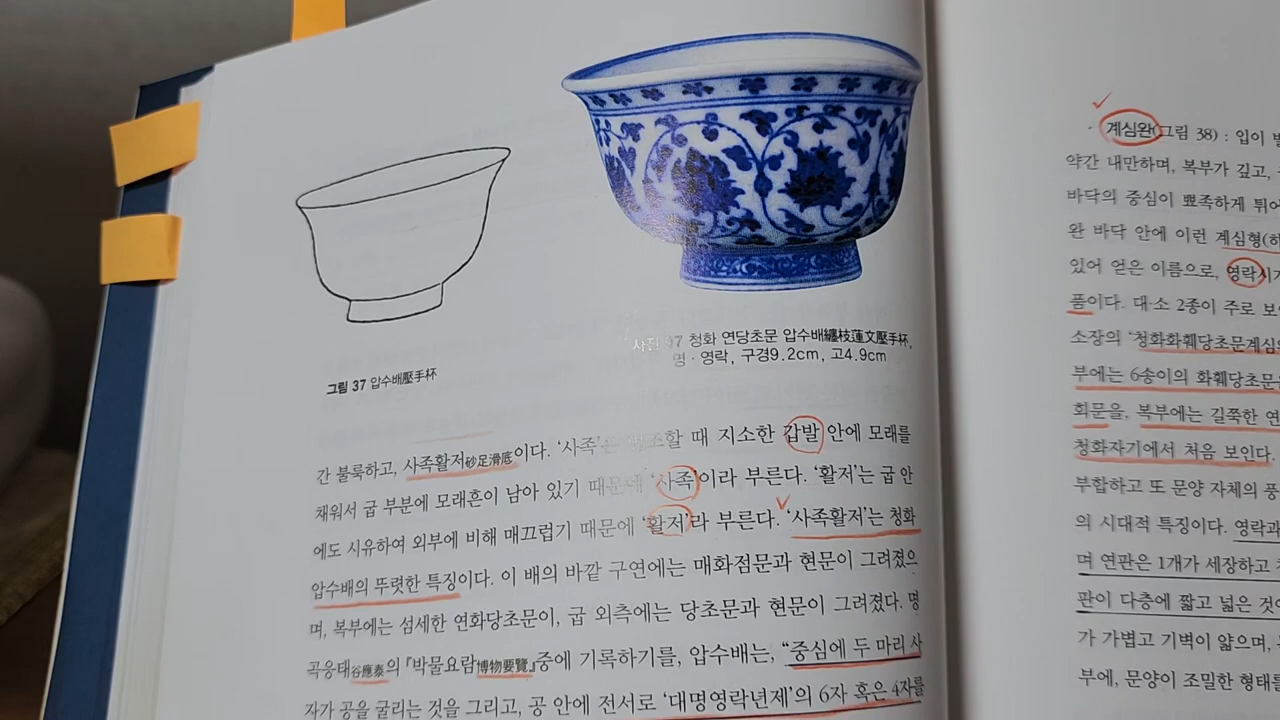 그림 37 압수배壓手杯
사진 97 청화 연당초문 압수배纏枝蓮文壓手杯,
명 · 영락, 구경9.2cm, 고4.9cm
간 불룩하고, 사족활저砂足滑底이다. '사족'은 할 때 지소한 갑발 안에 모래를
채워서 굽 부분에 모래흔이 남아 있기 때문에 '사족'이라 부른다. '활저'는 굽 안
에도 시유하여 외부에 비해 매끄럽기 때문에 '활저'라 부른다. '사족활저'는 청화
압수배의 뚜렷한 특징이다. 이 배의 바깥 구연에는 매화점문과 현문이 그려졌으
며, 복부에는 섬세한 연화당초문이, 굽 외측에는 당초문과 현문이 그려졌다. 명
곡응태谷應泰의 『박물요람博物要覽』중에 기록하기를, 압수배는, "중심에 두 마리 사
자가 공을 굴리는 것을 그리고, 공 안에 전서로 '대명영락년제'의 6자 혹은 4자를
계심완(그림 38) : 입이
약간 내만하며, 복부가 깊고,
바닥의 중심이 뾰족하게 튀어
완 바닥 안에 이런 계심형(
있어 얻은 이름으로, 영락시
품이다. 대·소 2종이 주로 보
소장의 '청화화훼당초문계심
부에는 6송이의 화훼당초문
화문을, 복부에는 길쭉한 연
청화자기에서 처음 보인다.
부합하고 또 문양 자체의 풍
의 시대적 특징이다. 영락과
며 연판은 1개가 세장하고
판이 다층에 짧고 넓은 것
가 가볍고 기벽이 얇으며,
부에, 문양이 조밀한 형태를